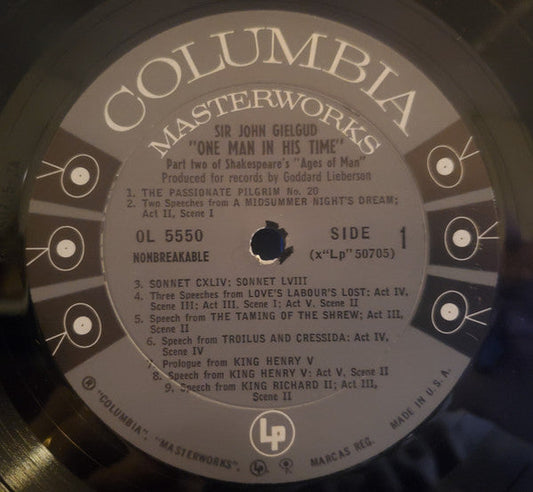 COLUMBIA
MASTERWORKS
SIR JOHN GIELGUD
"ONE MAN IN HIS TIME"
Part two of Shakespeare's "Ages of Man"
Produced for records by Goddard Lieberson
1. THE PASSIONATE PILGRIM No. 20
2. Two Speeches from A MIDSUMMER NIGHT'S DREAM;
Act II, Scene I
OL 5550
NONBREAKABLE
SIDE 1
(x"Lp" 50705)
3. SONNET CXLIV; SONNET LVIII
4. Three Speeches from LOVE'S LABOUR'S LOST: Act IV,
Scene III; Act III. Scene I; Act V. Scene II
5. Speech from THE TAMING OF THE SHREW; Act III,
Scene II
6. Speech from TROILUS AND CRESSIDA: Act IV,
Scene IV
7. Prologue from KING HENRY V
8. Speech from KING HENRY V: Act V, Scene II
9. Speech from KING RICHARD II; Act III,
Scene II
Lp
® "COLUMBIA", "MASTERWORKS", MARCAS REG. MADE IN U.S.A.